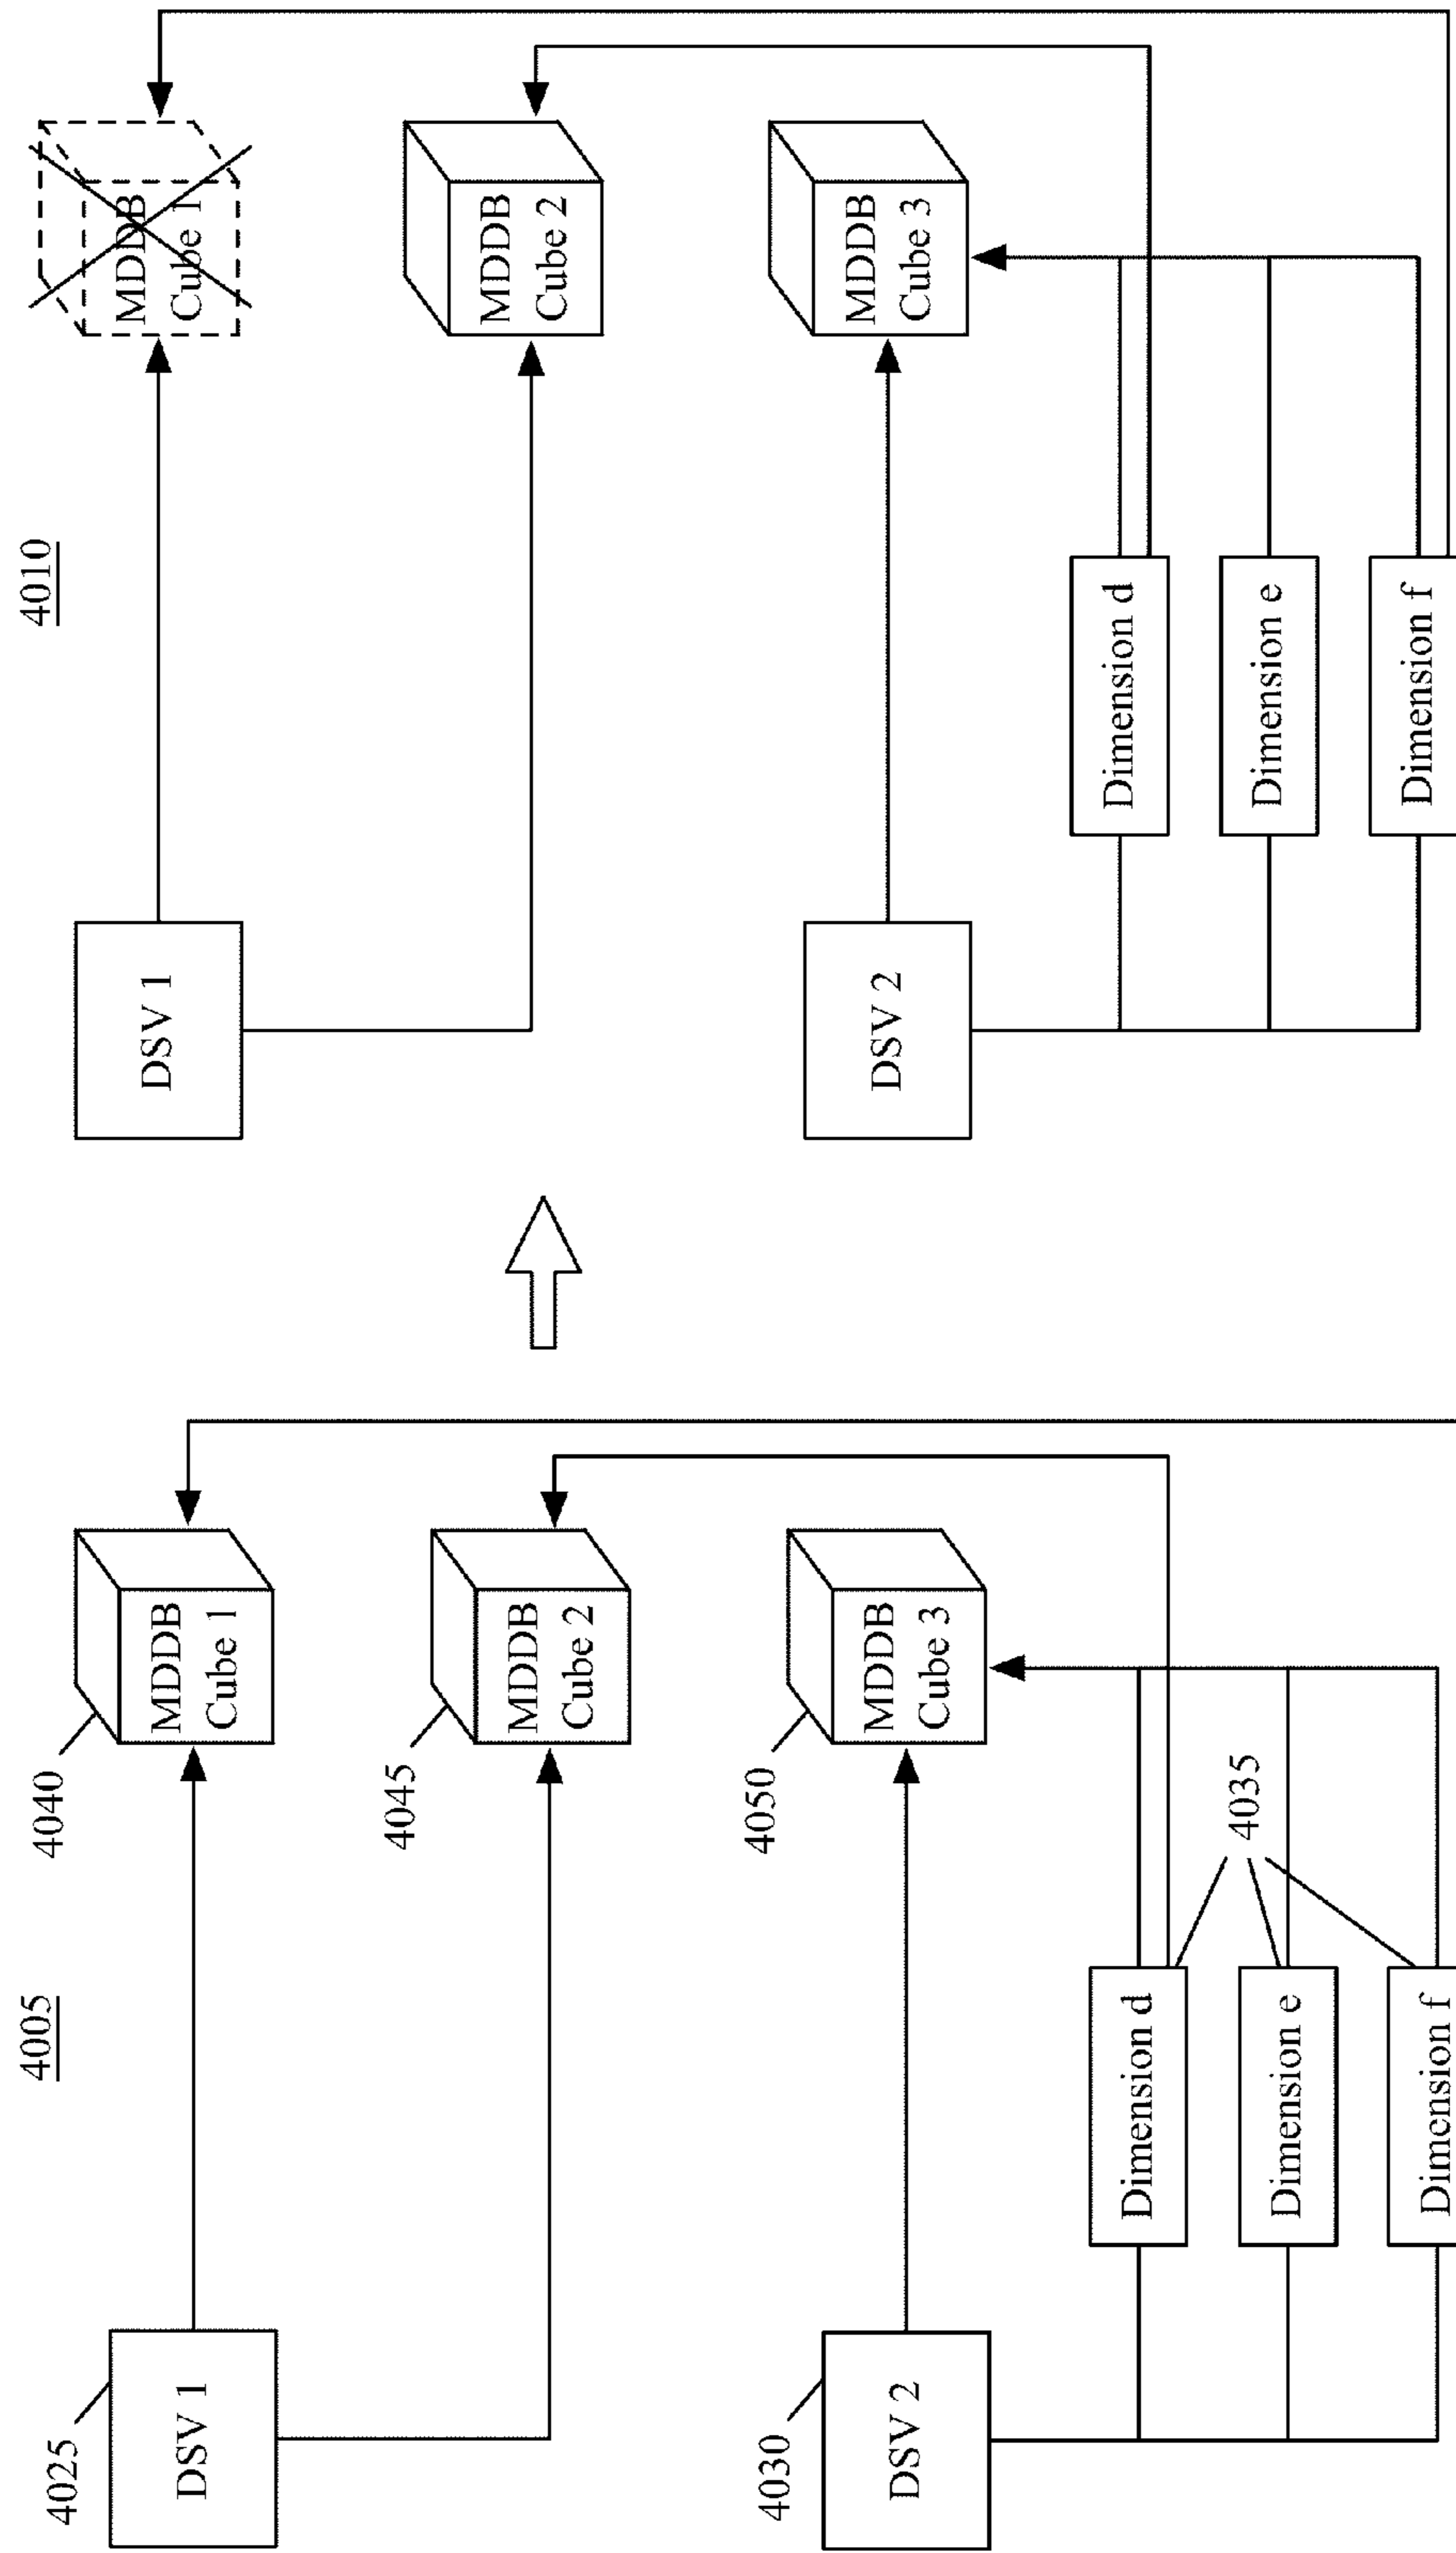 4005
4025
DSV 1
4040
MDDB
Cube 1
4045
MDDB
Cube 2
4030
DSV 2
4050
MDDB
Cube 3
4035
Dimension d
Dimension e
Dimension f
4010
DSV 1
MDDB
Cube 1
MDDB
Cube 2
DSV 2
MDDB
Cube 3
Dimension d
Dimension e
Dimension f